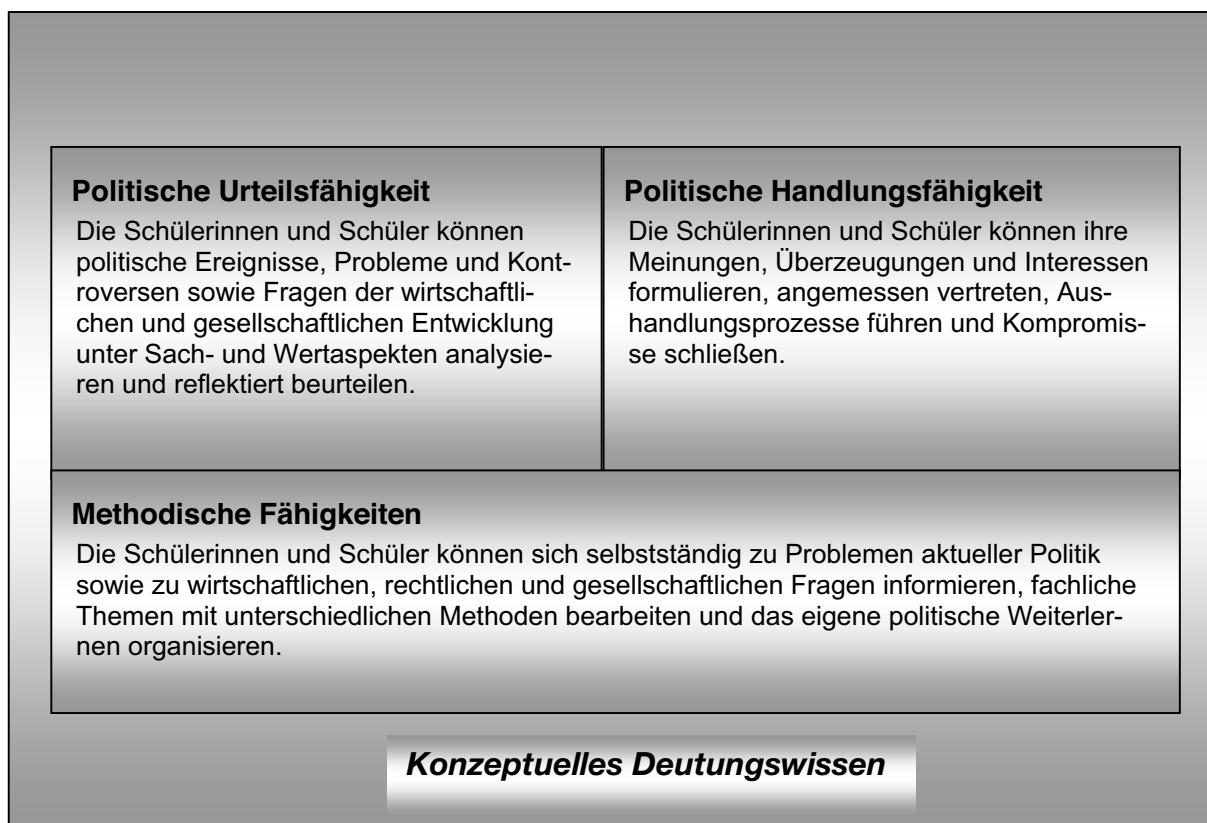 Politische Urteilsfähigkeit
Die Schülerinnen und Schüler können
politische Ereignisse, Probleme und Kont-
roversen sowie Fragen der wirtschaftli-
chen und gesellschaftlichen Entwicklung
unter Sach- und Wertaspekten analysie-
ren und reflektiert beurteilen.
Politische Handlungsfähigkeit
Die Schülerinnen und Schüler können ihre
Meinungen, Überzeugungen und Interessen
formulieren, angemessen vertreten, Aus-
handlungsprozesse führen und Kompromis-
se schließen.
Methodische Fähigkeiten
Die Schülerinnen und Schüler können sich selbstständig zu Problemen aktueller Politik
sowie zu wirtschaftlichen, rechtlichen und gesellschaftlichen Fragen informieren, fachliche
Themen mit unterschiedlichen Methoden bearbeiten und das eigene politische Weiterler-
nen organisieren.
Konzeptuelles Deutungswissen